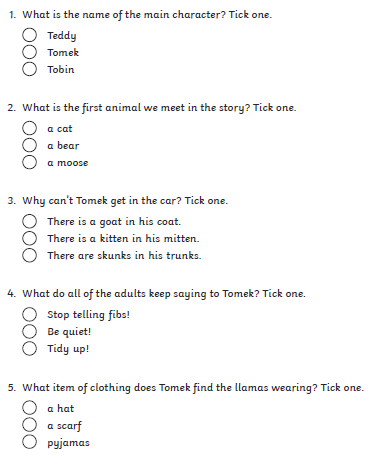 1. What is the name of the main character? Tick one.
Teddy
Tomek
Tobin
2. What is the first animal we meet in the story? Tick one.
a cat
a bear
a moose
3. Why can't Tomek get in the car? Tick one.
There is a goat in his coat.
There is a kitten in his mitten.
There are skunks in his trunks.
4. What do all of the adults keep saying to Tomek? Tick one.
Stop telling fibs!
Be quiet!
Tidy up!
5. What item of clothing does Tomek find the llamas wearing? Tick one.
a hat
a scarf
pyjamas